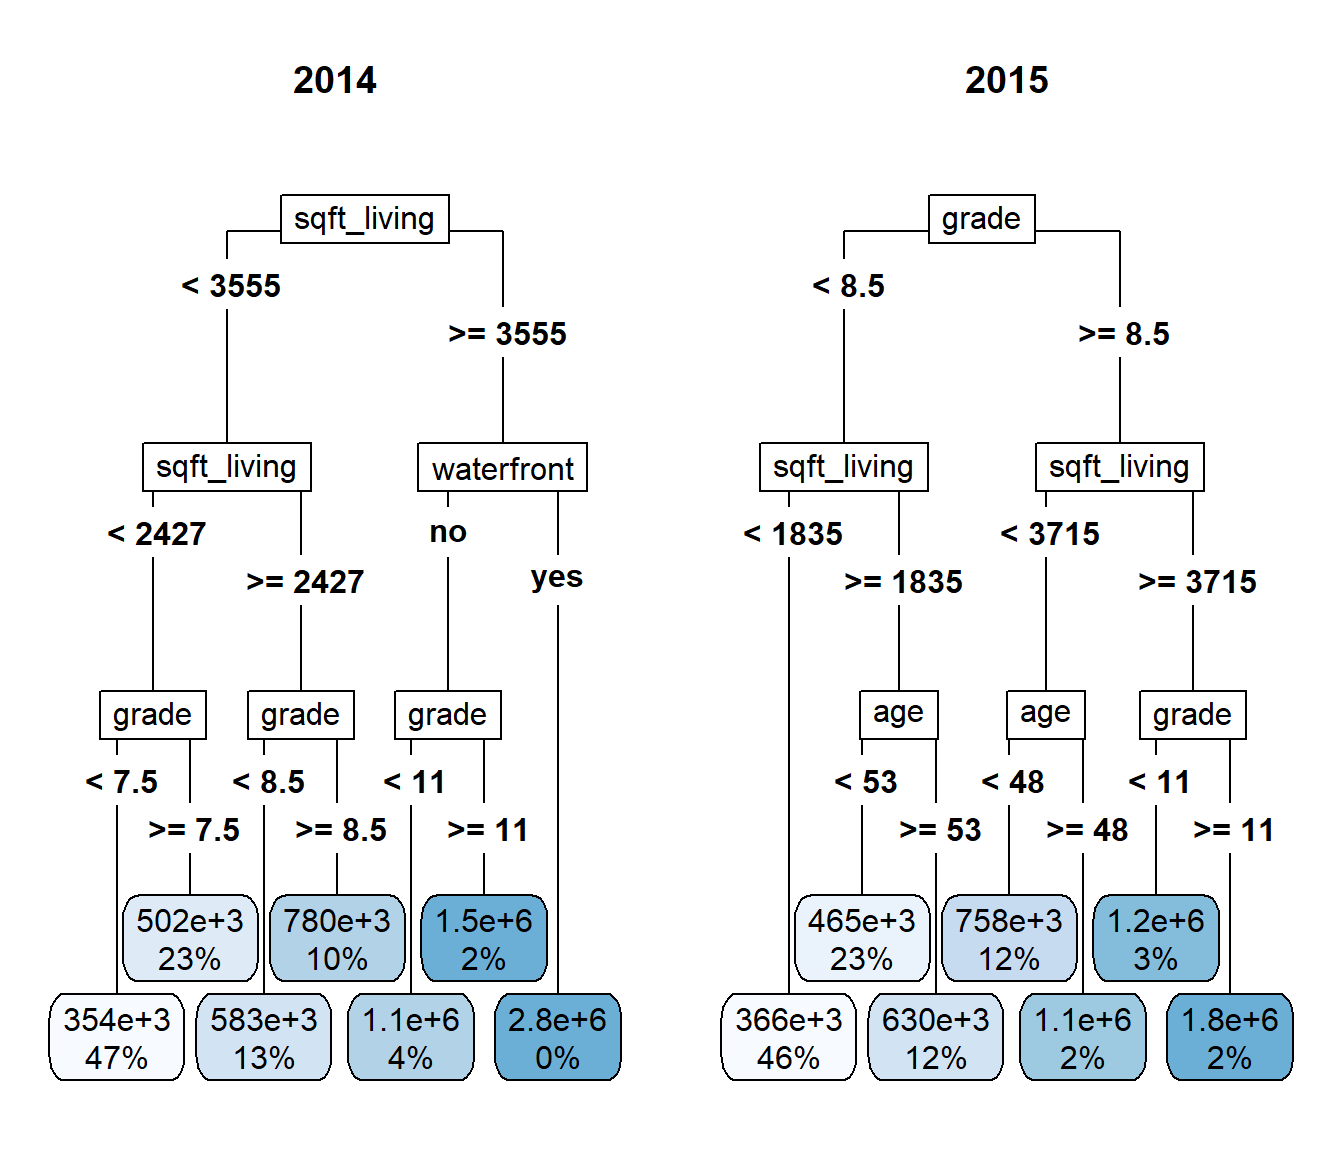 2014
sqft_living
< 3555
>= 3555
sqft_living
waterfront
< 2427
no
>= 2427
yes
grade
grade
grade
< 7.5
< 8.5
< 11
>= 7.5
>= 8.5
>= 11
502e+3
23%
780e+3
10%
1.5e+6
2%
354e+3
47%
583e+3
13%
1.1e+6
4%
2.8e+6
0%
2015
grade
< 8.5
>= 8.5
sqft_living
sqft_living
< 1835
< 3715
>= 1835
>= 3715
age
age
grade
< 53
< 48
< 11
>= 53
>= 48
>= 11
465e+3
23%
758e+3
12%
1.2e+6
3%
366e+3
46%
630e+3
12%
1.1e+6
2%
1.8e+6
2%